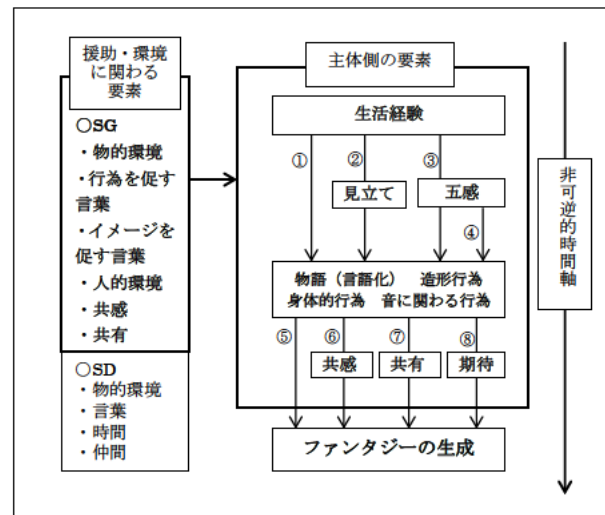 援助・環境
に関わる
要素
〇SG
・物的環境
・行為を促す
言葉
・イメージを
促す言葉
・人的環境
・共感
・共有
〇SD
・物的環境
・言葉
・時間
・仲間
主体側の要素
生活経験
① ② ③
見立て 五感
④
物語（言語化） 造形行為
身体的行為 音に関わる行為
⑤ ⑥ ⑦ ⑧
共感 共有 期待
ファンタジーの生成
非可逆的時間軸